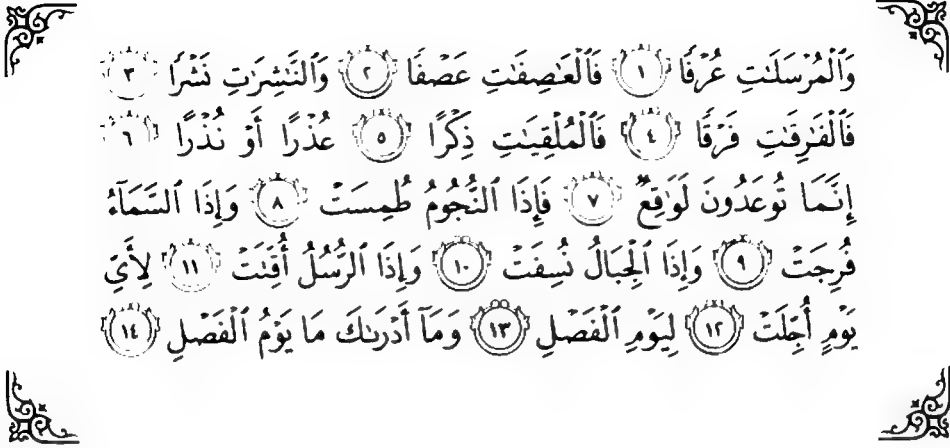 وَٱلْمُرْسَلَٰتِ عُرْفًا ١ فَٱلْعَٰصِفَٰتِ عَصْفًا ٢ وَٱلنَّٰشِرَٰتِ نَشْرًا ٣
فَٱلْفَٰرِقَٰتِ فَرْقًا ٤ فَٱلْمُلْقِيَٰتِ ذِكْرًا ٥ عُذْرًا أَوْ نُذْرًا ٦
إِنَّمَا تُوعَدُونَ لَوَٰقِعٌ ٧ فَإِذَا ٱلنُّجُومُ طُمِسَتْ ٨ وَإِذَا ٱلسَّمَآءُ
فُرِجَتْ ٩ وَإِذَا ٱلْجِبَالُ نُسِفَتْ ١٠ وَإِذَا ٱلرُّسُلُ أُقِّتَتْ ١١ لِأَىِّ
يَوْمٍ أُجِّلَتْ ١٢ لِيَوْمِ ٱلْفَصْلِ ١٣ وَمَآ أَدْرَىٰكَ مَا يَوْمُ ٱلْفَصْلِ ١٤